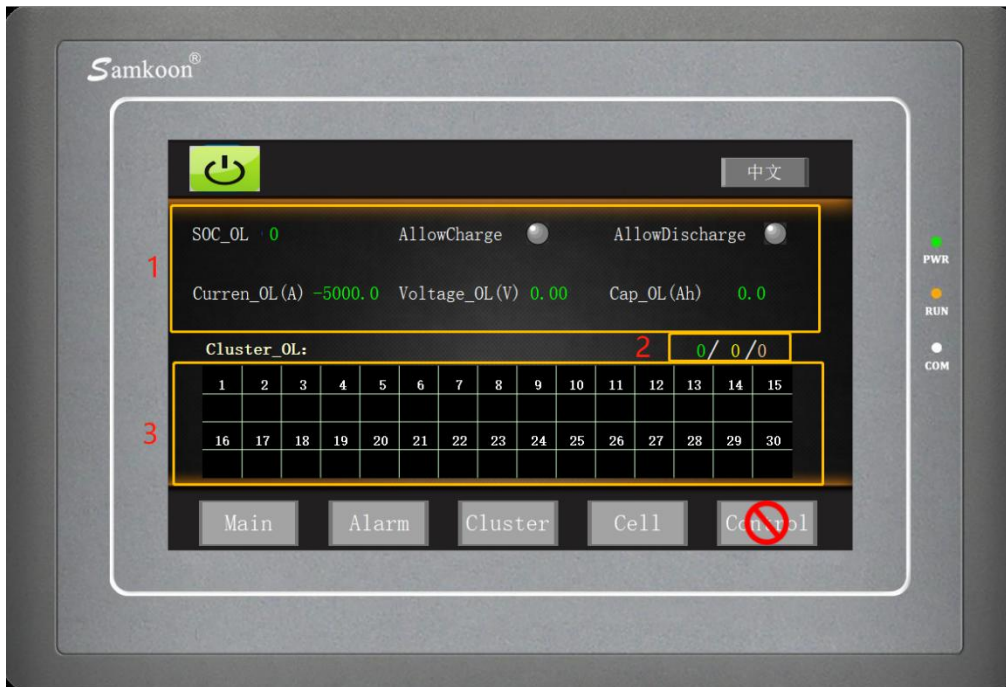 Samkoon®
中文
SOC_OL 0 AllowCharge AllowDischarge
1
Curren_OL(A) -5000.0 Voltage_OL(V) 0.00 Cap_OL(Ah) 0.0
PWR
RUN
COM
Cluster_OL: 2 0/ 0/0
1 2 3 4 5 6 7 8 9 10 11 12 13 14 15
3
16 17 18 19 20 21 22 23 24 25 26 27 28 29 30
Main Alarm Cluster Cell Control